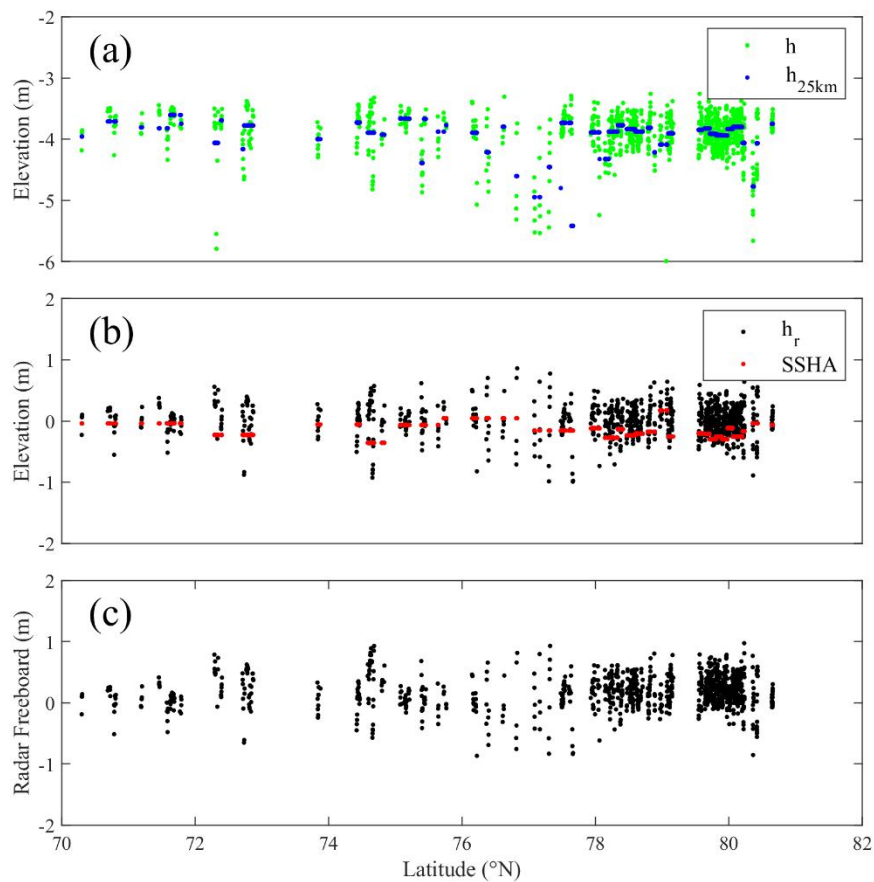 (a)
h
h25km
Elevation (m)
-2
-3
-4
-5
-6
(b)
hr
SSHA
Elevation (m)
2
1
0
-1
-2
(c)
Radar Freeboard (m)
2
1
0
-1
-2
70 72 74 76 78 80 82
Latitude (°N)